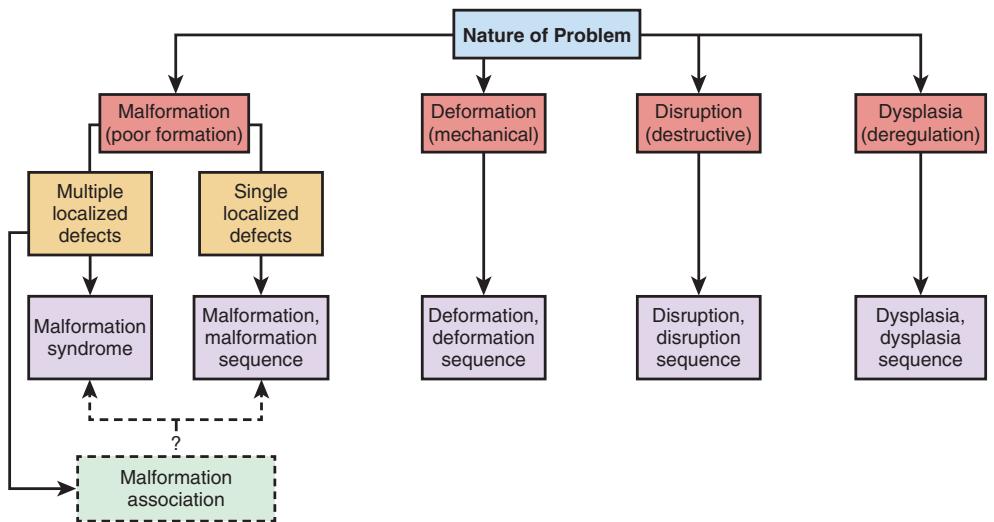 Nature of Problem
Malformation
(poor formation)
Deformation
(mechanical)
Disruption
(destructive)
Dysplasia
(deregulation)
Multiple
localized
defects
Single
localized
defects
Malformation
syndrome
Malformation,
malformation
sequence
Deformation,
deformation
sequence
Disruption,
disruption
sequence
Dysplasia,
dysplasia
sequence
?
Malformation
association